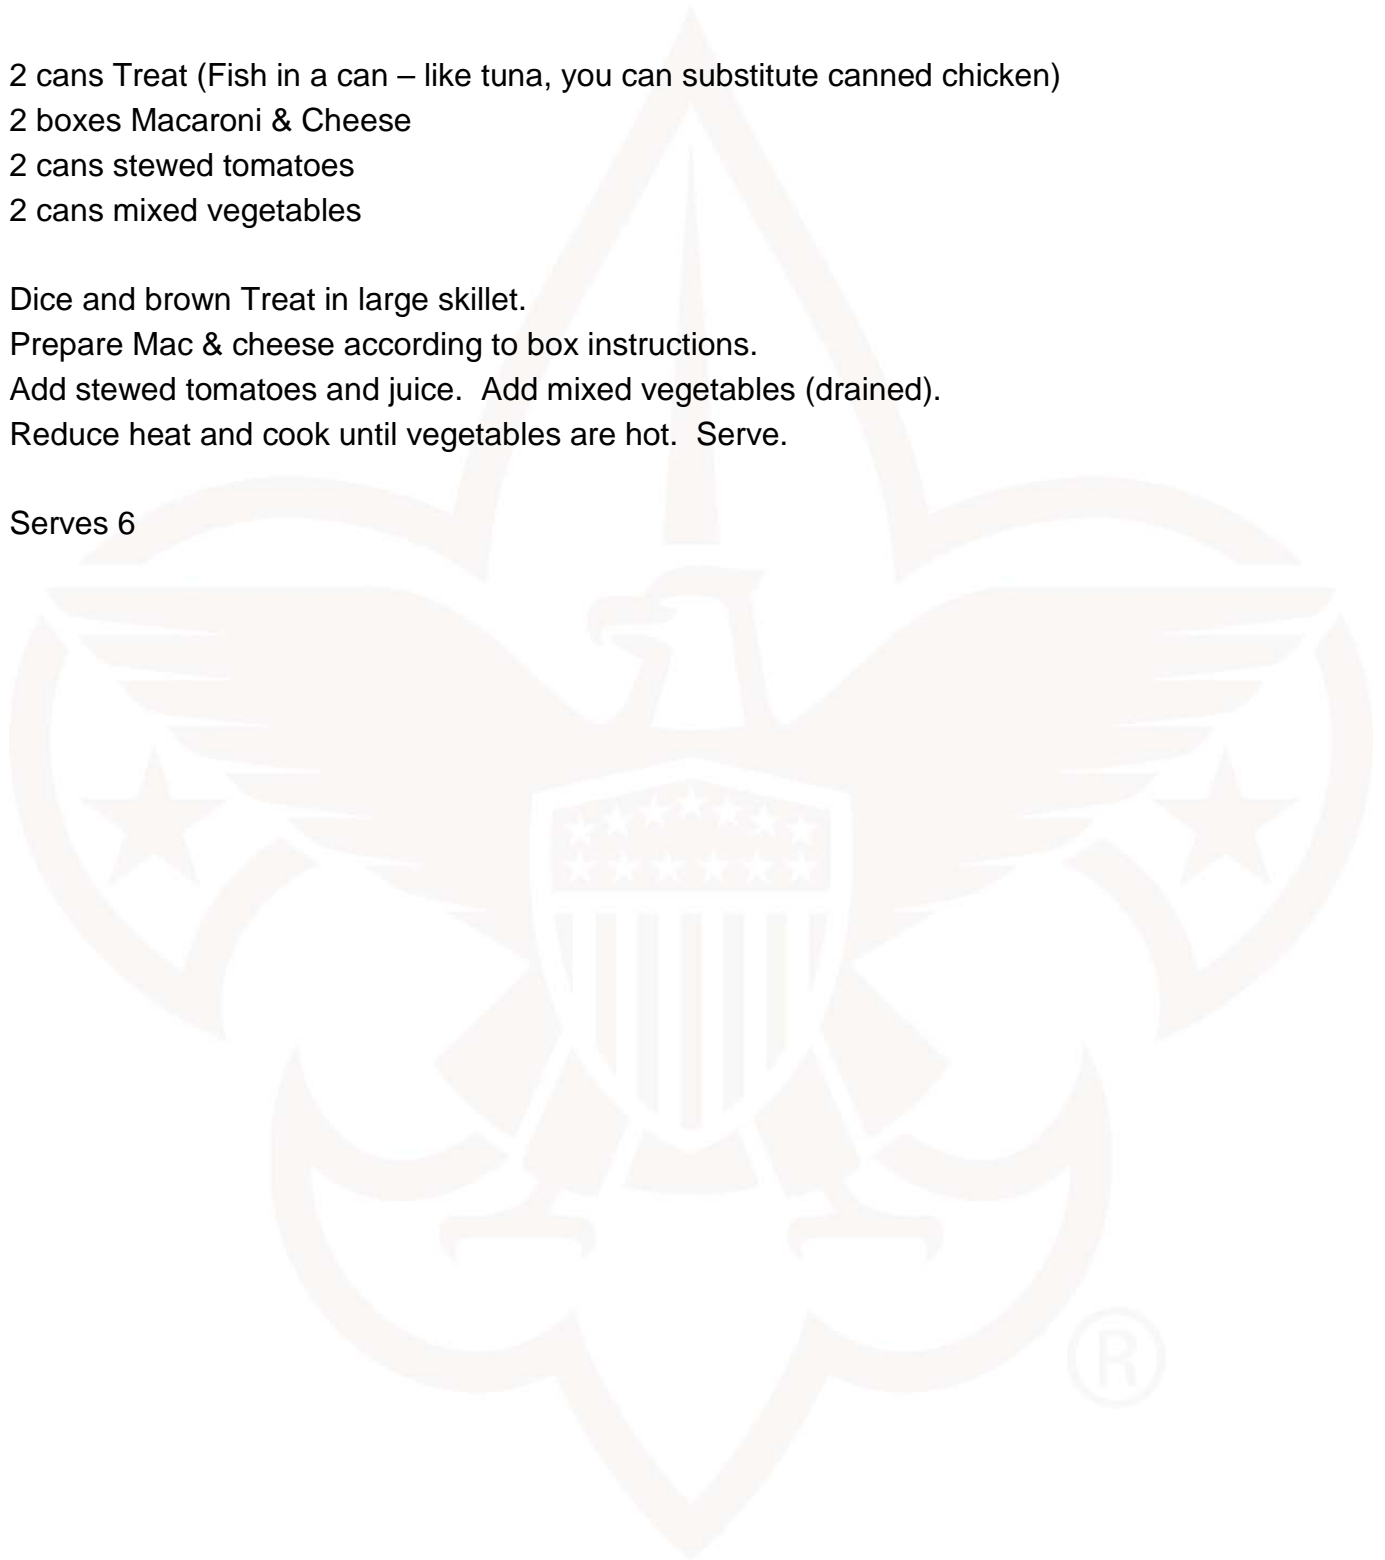 2 cans Treat (Fish in a can – like tuna, you can substitute canned chicken)
2 boxes Macaroni & Cheese
2 cans stewed tomatoes
2 cans mixed vegetables
Dice and brown Treat in large skillet.
Prepare Mac & cheese according to box instructions.
Add stewed tomatoes and juice.  Add mixed vegetables (drained).
Reduce heat and cook until vegetables are hot.  Serve.
Serves 6
®